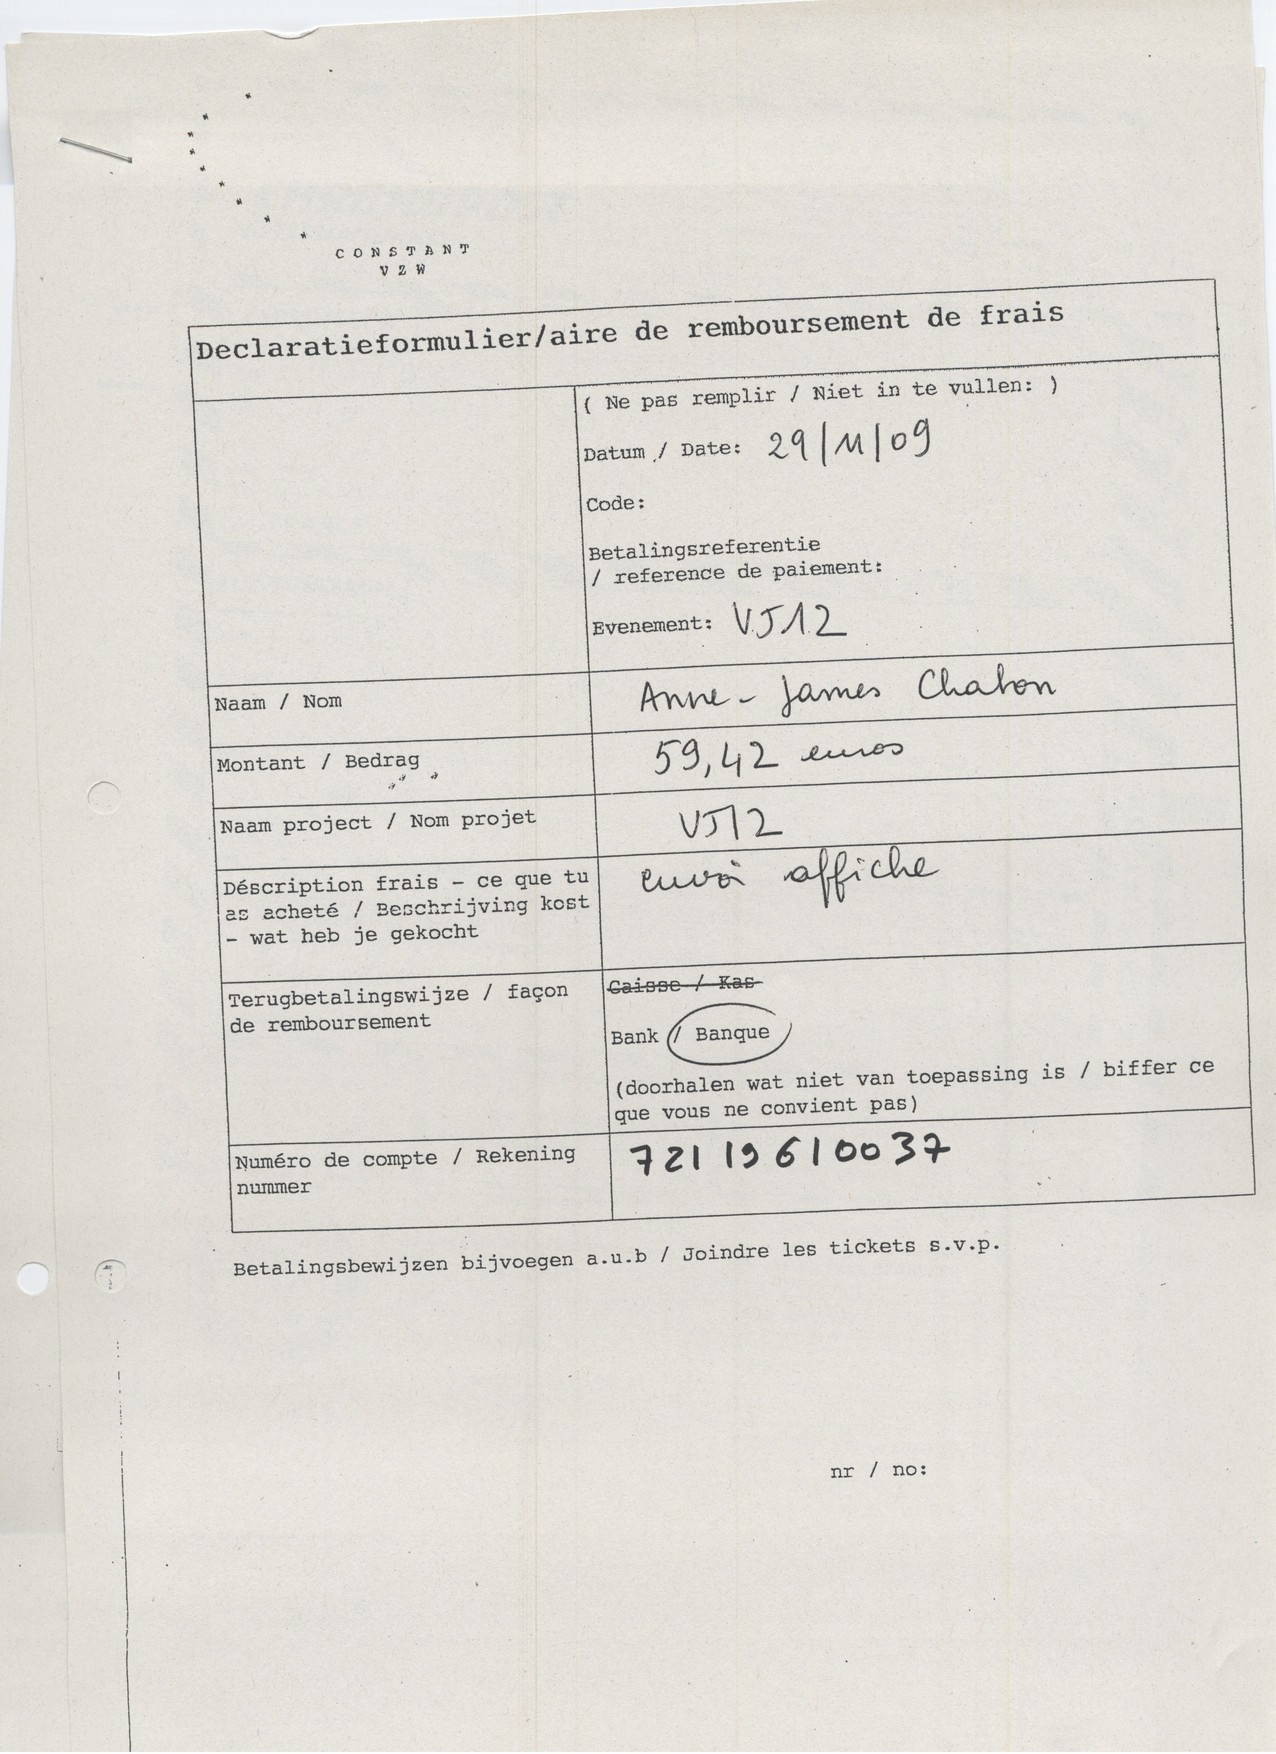 CONSTANT
VZW
Declaratieformulier/aire de remboursement de frais
( Ne pas remplir / Niet in te vullen: )
Datum / Date: 29/11/09
Code:
Betalingsreferentie
/ reference de paiement:
Evenement: VJ12
Naam / Nom
Anne-James Chaton
Montant / Bedrag
59,42 euros
Naam project / Nom projet
VJ12
Déscription frais - ce que tu
as acheté / Beschrijving kost
- wat heb je gekocht
envoi affiche
Terugbetalingswijze / façon
de remboursement
Caisse / Kas
Bank / Banque
(doorhalen wat niet van toepassing is / biffer ce
que vous ne convient pas)
Numéro de compte / Rekening
nummer
721 19 61 00 37
Betalingsbewijzen bijvoegen a.u.b / Joindre les tickets s.v.p.
nr / no: